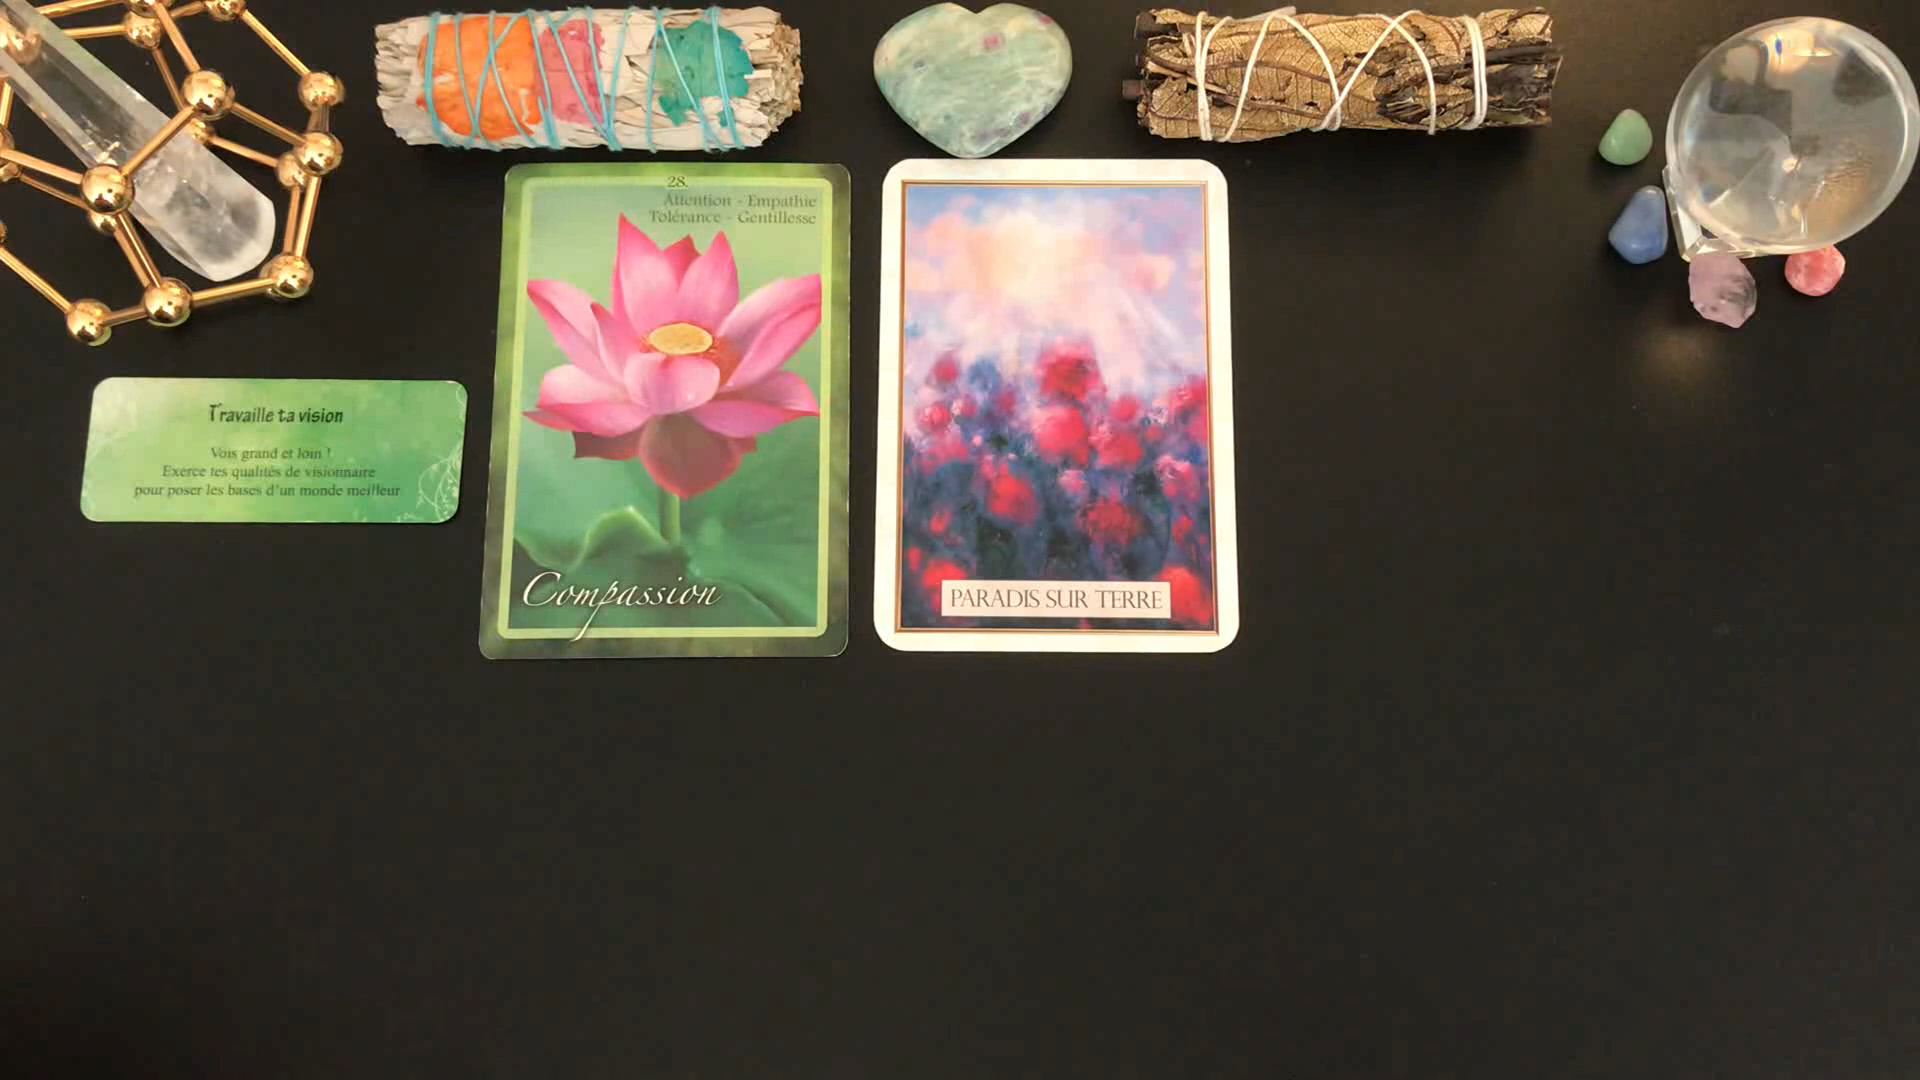 Travaille ta vision
Vois grand et loin !
Exerce tes qualités de visionnaire
pour poser les bases d'un monde meilleur
28.
Attention - Empathie
Tolérance - Gentillesse
Compassion
PARADIS SUR TERRE